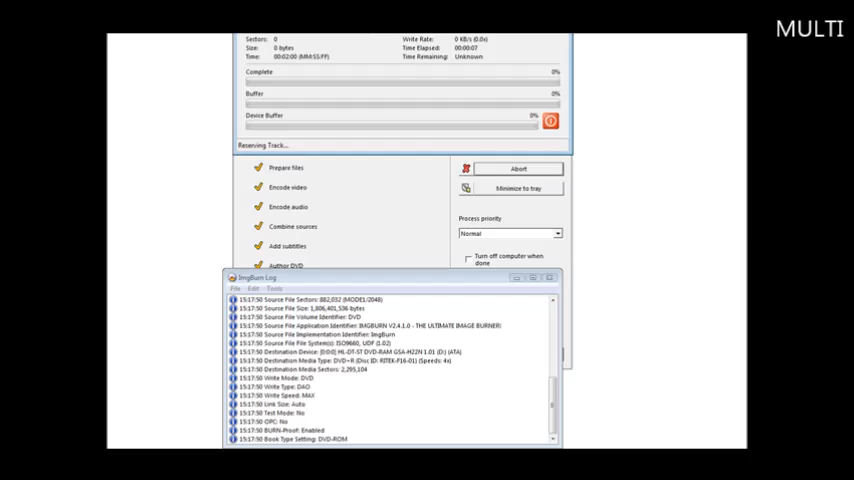 MULTI
Sectors: 0
Write Rate: 0 KB/s (0.0x)
Size: 0 bytes
Time Elapsed: 00:00:07
Time: 00:02:00 (MM:SS:FF)
Time Remaining: Unknown
Complete 0%
Buffer 0%
Device Buffer 0%
Reserving Track...
Prepare files
Abort
Encode video
Minimize to tray
Encode audio
Process priority
Combine sources
Normal
Add subtitles
Turn off computer when
done
Author DVD
ImgBurn Log
File Edit Tools
15:17:50 Source File Sectors: 882,032 (MODE1/2048)
15:17:50 Source File Size: 1,806,401,536 bytes
15:17:50 Source File Volume Identifier: DVD
15:17:50 Source File Application Identifier: IMGBURN V2.4.1.0 - THE ULTIMATE IMAGE BURNER!
15:17:50 Source File Implementation Identifier: ImgBurn
15:17:50 Source File File System(s): ISO9660, UDF (1.02)
15:17:50 Destination Device: [0:0:0] HL-DT-ST DVD-RAM GSA-H22N 1.01 (D:) (ATA)
15:17:50 Destination Media Type: DVD+R (Disc ID: RITEK-F16-01) (Speeds: 4x)
15:17:50 Destination Media Sectors: 2,295,104
15:17:50 Write Mode: DVD
15:17:50 Write Type: DAO
15:17:50 Write Speed: MAX
15:17:50 Link Size: Auto
15:17:50 Test Mode: No
15:17:50 OPC: No
15:17:50 BURN-Proof: Enabled
15:17:50 Book Type Setting: DVD-ROM